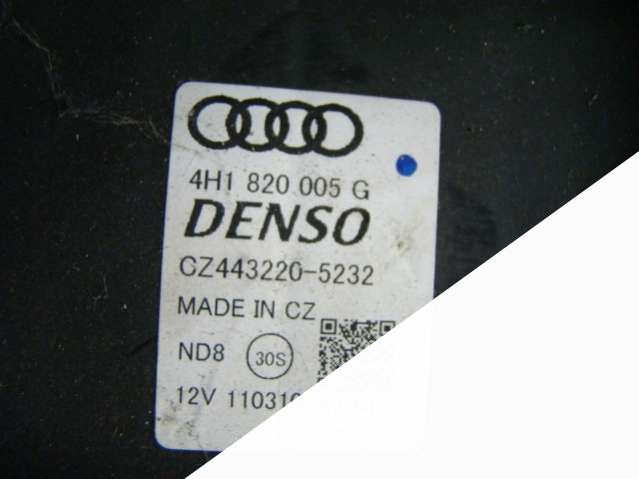 4H1 820 005 G
DENSO
CZ443220-5232
MADE IN CZ
ND8 30S
12V